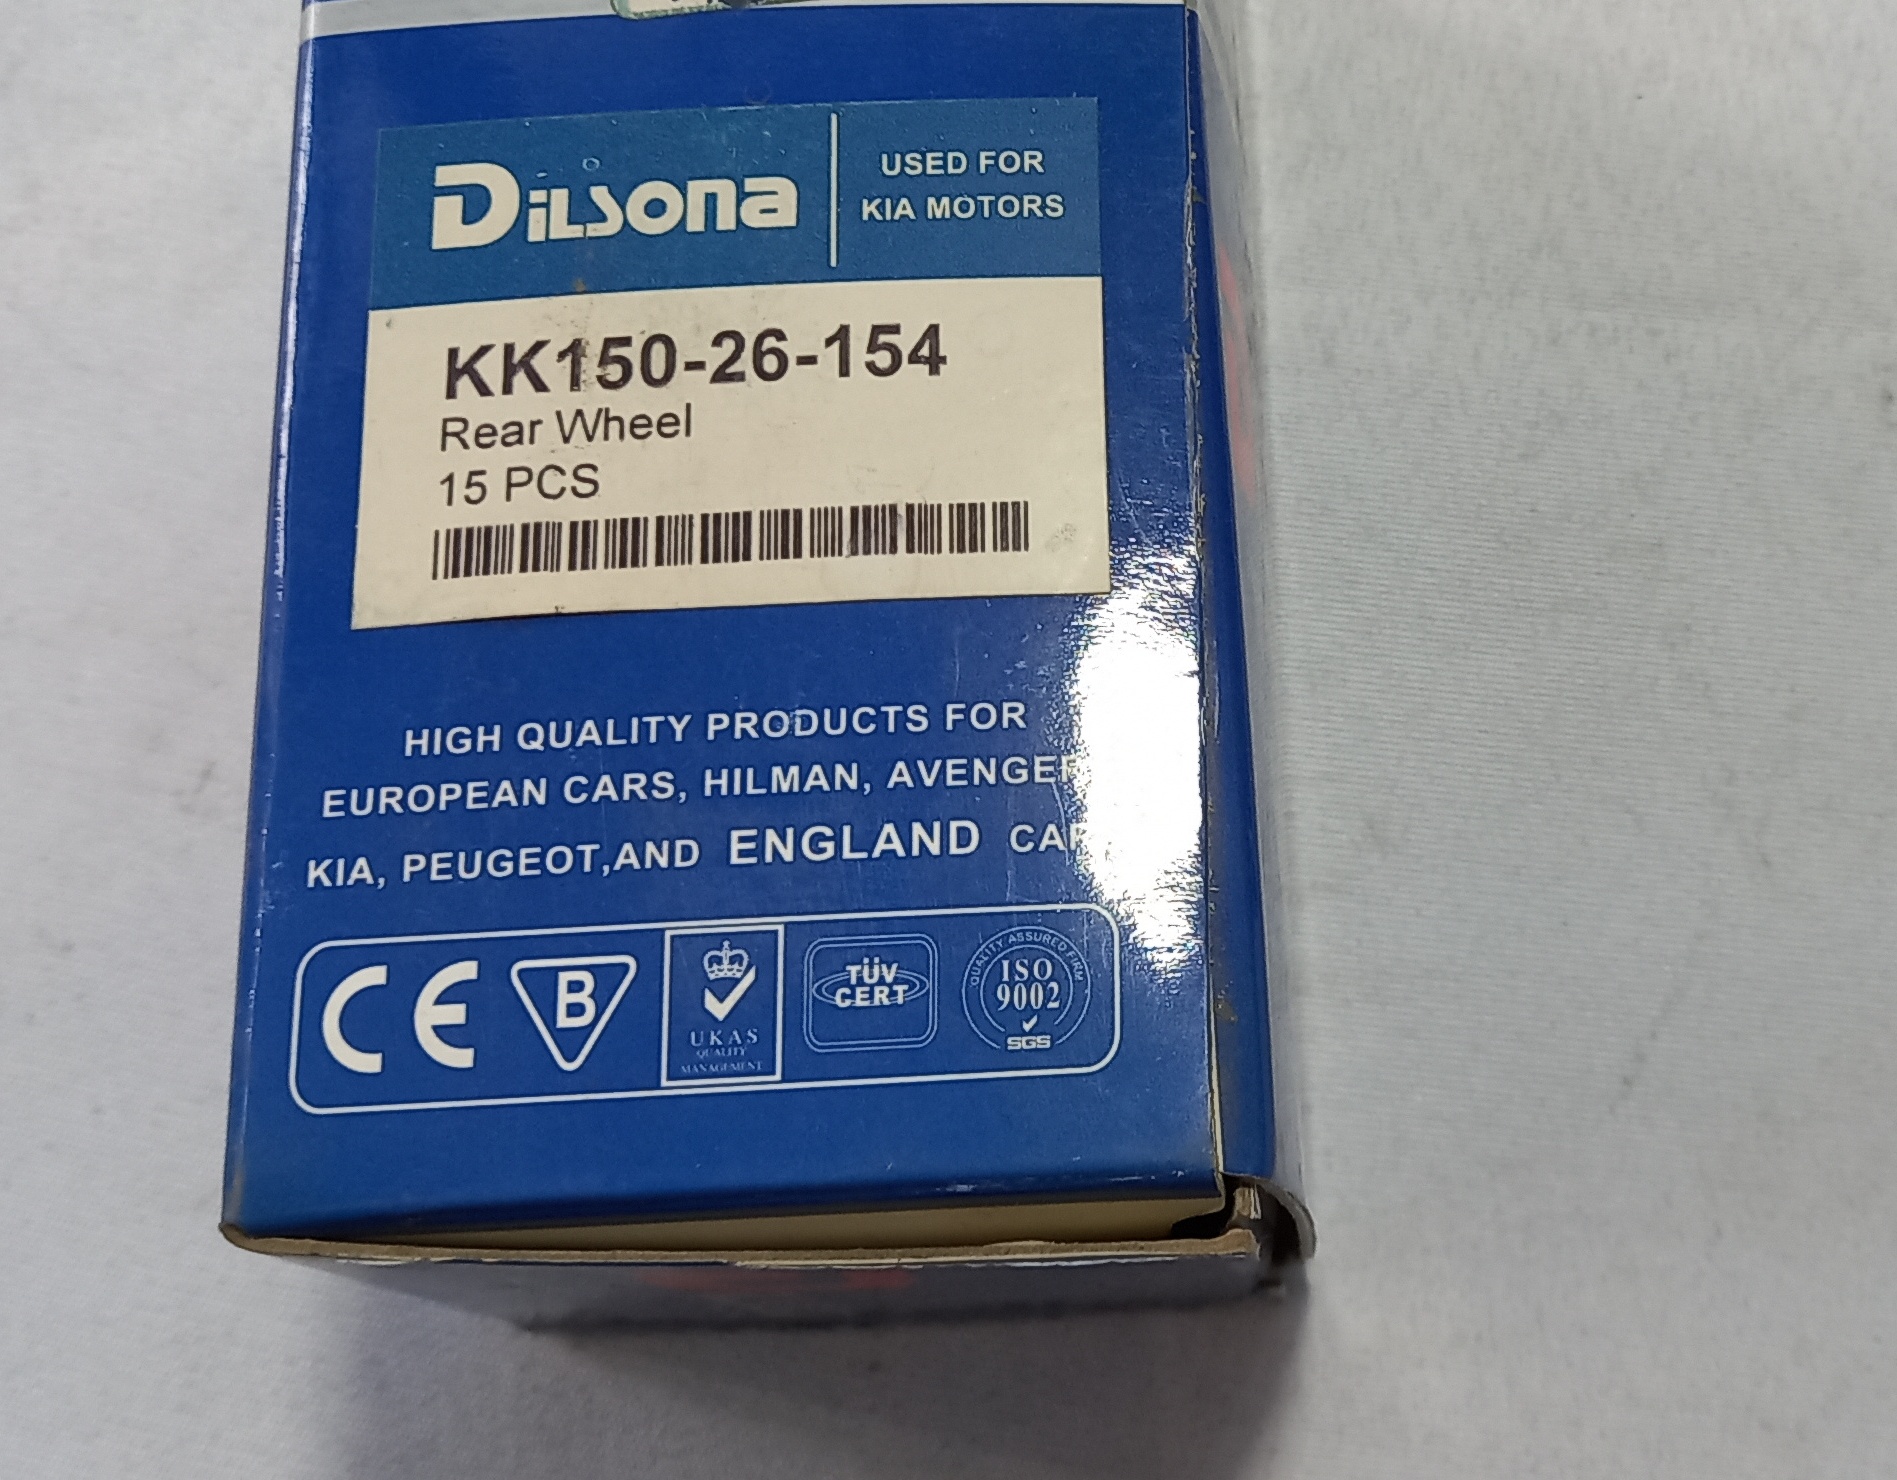 Dilsona
USED FOR
KIA MOTORS
KK150-26-154
Rear Wheel
15 PCS
HIGH QUALITY PRODUCTS FOR
EUROPEAN CARS, HILMAN, AVENGER
KIA, PEUGEOT,AND ENGLAND
CE
B
UKAS
QUALITY
MANAGEMENT
TÜV
CERT
QUALITY ASSURED FIRM
ISO
9002
SGS